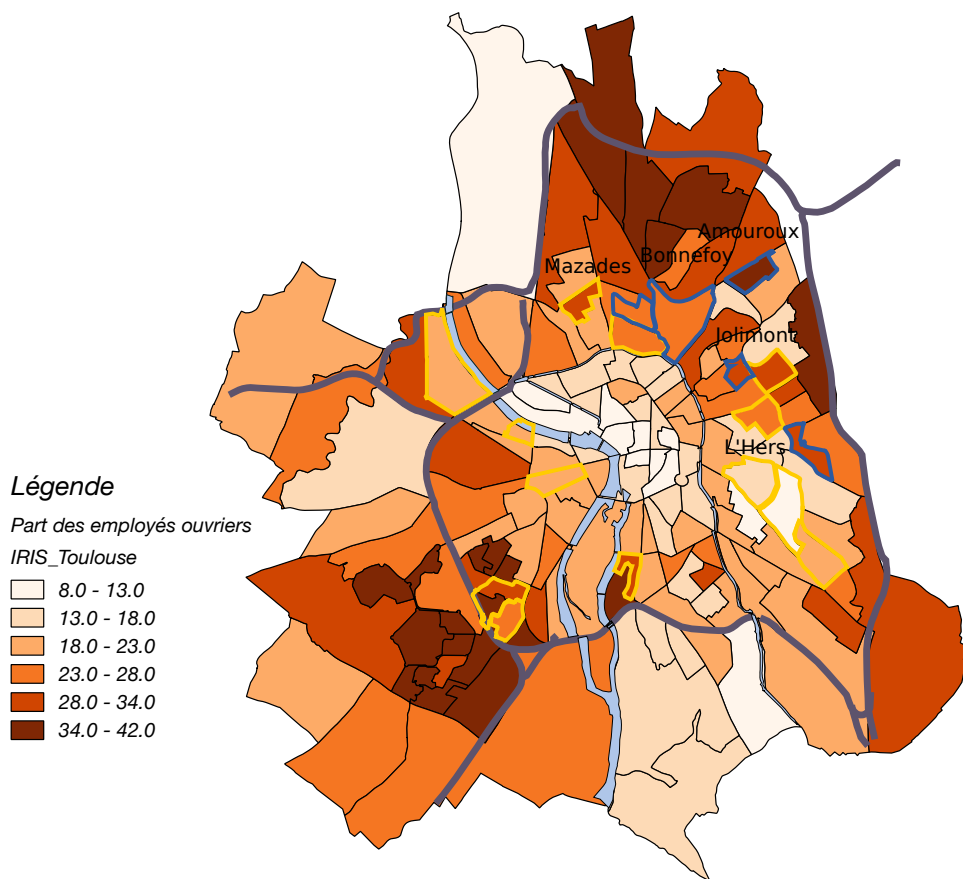 Amouroux
Bonnefoy
Mazades
Jolimont
L'Hers
Légende
Part des employés ouvriers
IRIS_Toulouse
8.0 - 13.0
13.0 - 18.0
18.0 - 23.0
23.0 - 28.0
28.0 - 34.0
34.0 - 42.0